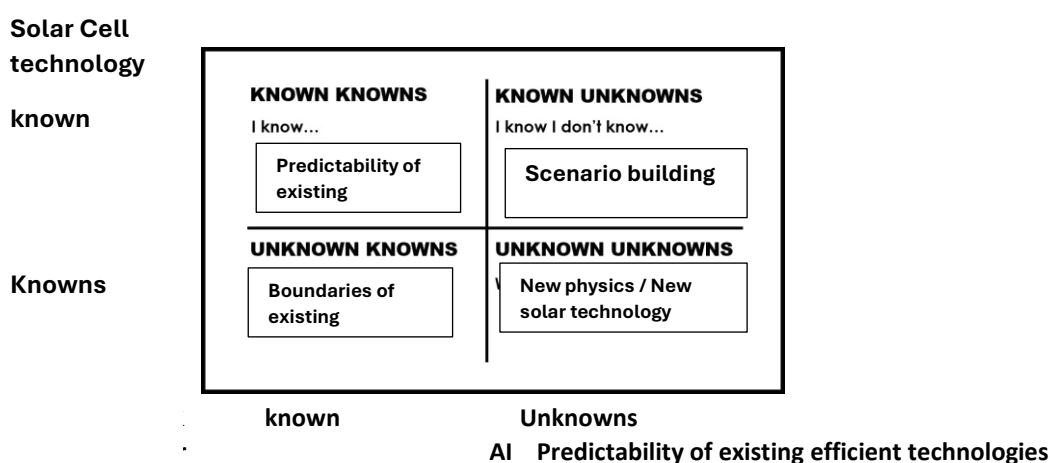 Solar Cell
technology
known
KNOWN KNOWNS
I know...
Predictability of
existing
KNOWN UNKNOWNS
I know I don't know...
Scenario building
Knowns
UNKNOWN KNOWNS
Boundaries of
existing
UNKNOWN UNKNOWNS
New physics / New
solar technology
known Unknowns
AI Predictability of existing efficient technologies